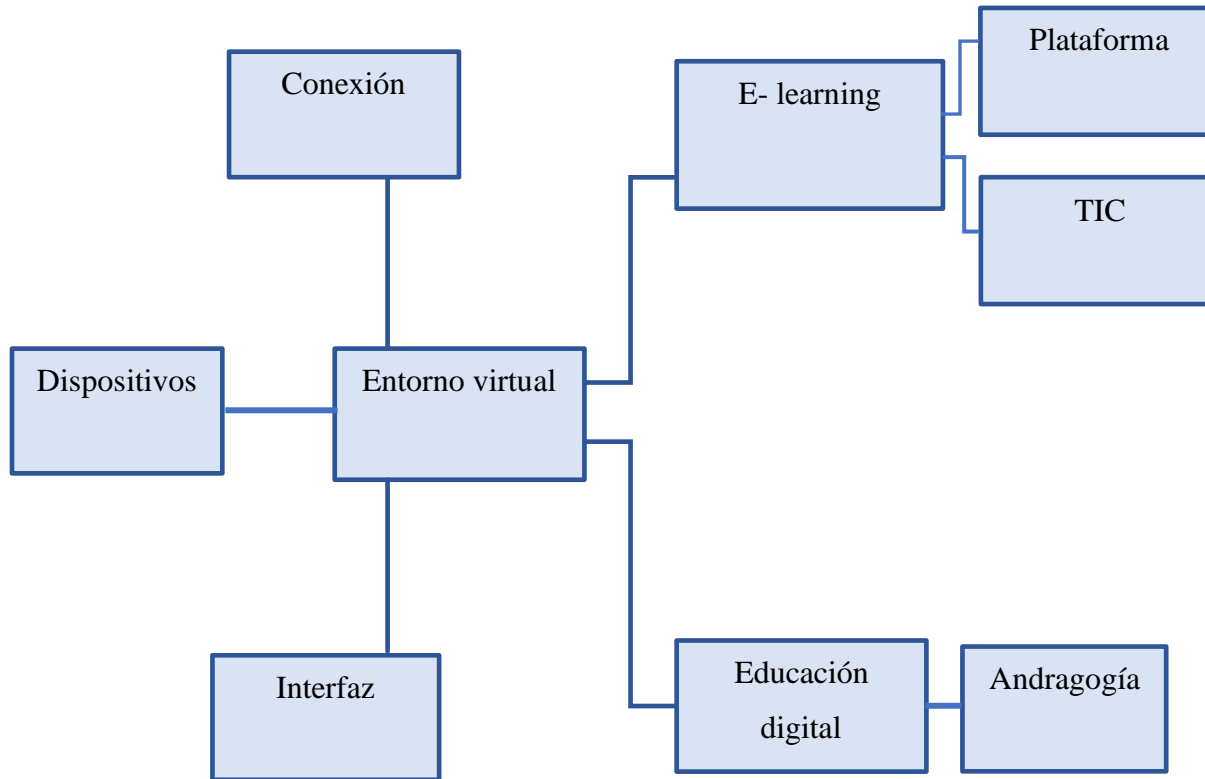 Plataforma
Conexión
E- learning
TIC
Dispositivos
Entorno virtual
Interfaz
Educación
digital
Andragogía